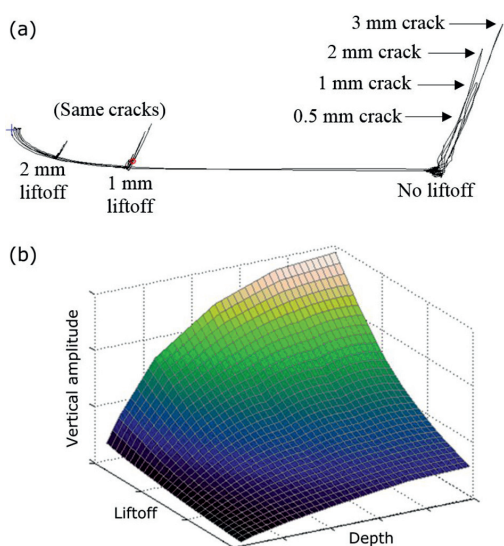 (a)
3 mm crack
2 mm crack
(Same cracks)
1 mm crack
0.5 mm crack
2 mm
liftoff
1 mm
liftoff
No liftoff
(b)
Vertical amplitude
Liftoff
Depth